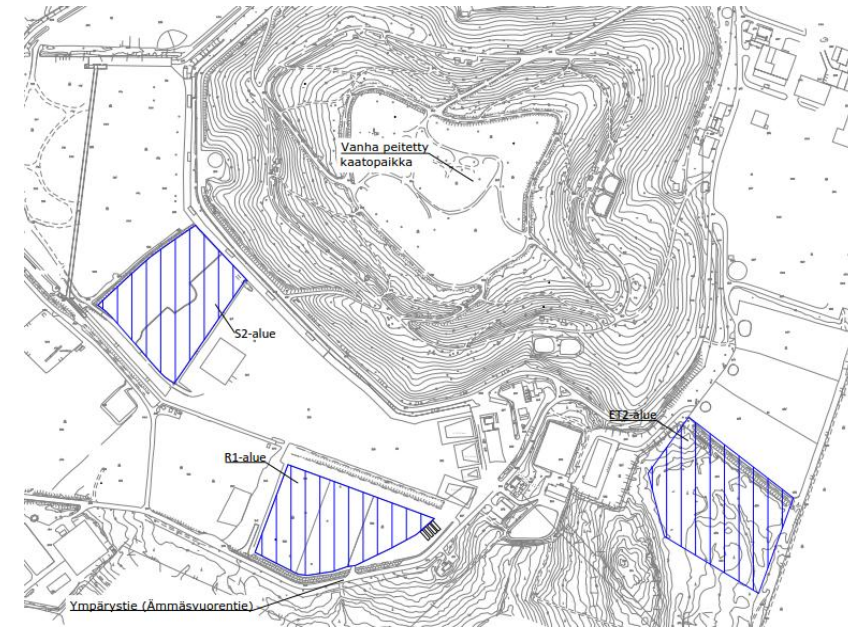 Vanha peitetty
kaatopaikka
S2-alue
ET2-alue
R1-alue
Ympärystie (Ämmäsvuorentie)